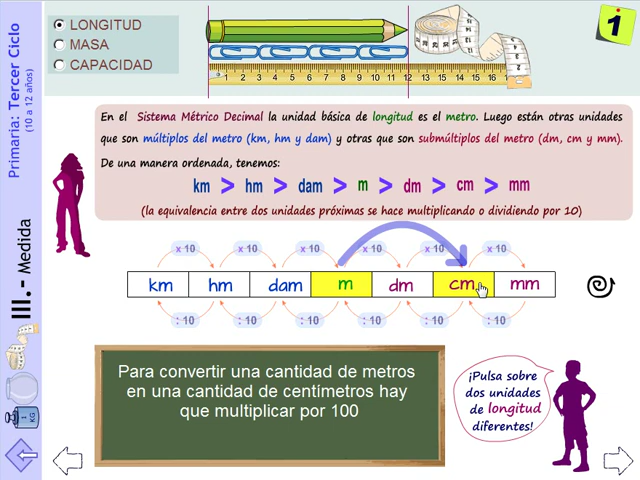 LONGITUD
MASA
CAPACIDAD
1
1 2 3 4 5 6 7 8 9 10 11 12 13 14 15 16
Primaria: Tercer Ciclo
(10 a 12 años)
III.- Medida
1 KG
En el Sistema Métrico Decimal la unidad básica de longitud es el metro. Luego están otras unidades
que son múltiplos del metro (km, hm y dam) y otras que son submúltiplos del metro (dm, cm y mm).
De una manera ordenada, tenemos:
km > hm > dam > m > dm > cm > mm
(la equivalencia entre dos unidades próximas se hace multiplicando o dividiendo por 10)
x 10 x 10 x 10 x 10 x 10 x 10
km hm dam m dm cm mm
: 10 : 10 : 10 : 10 : 10 : 10
Para convertir una cantidad de metros
en una cantidad de centímetros hay
que multiplicar por 100
¡Pulsa sobre
dos unidades
de longitud
diferentes!